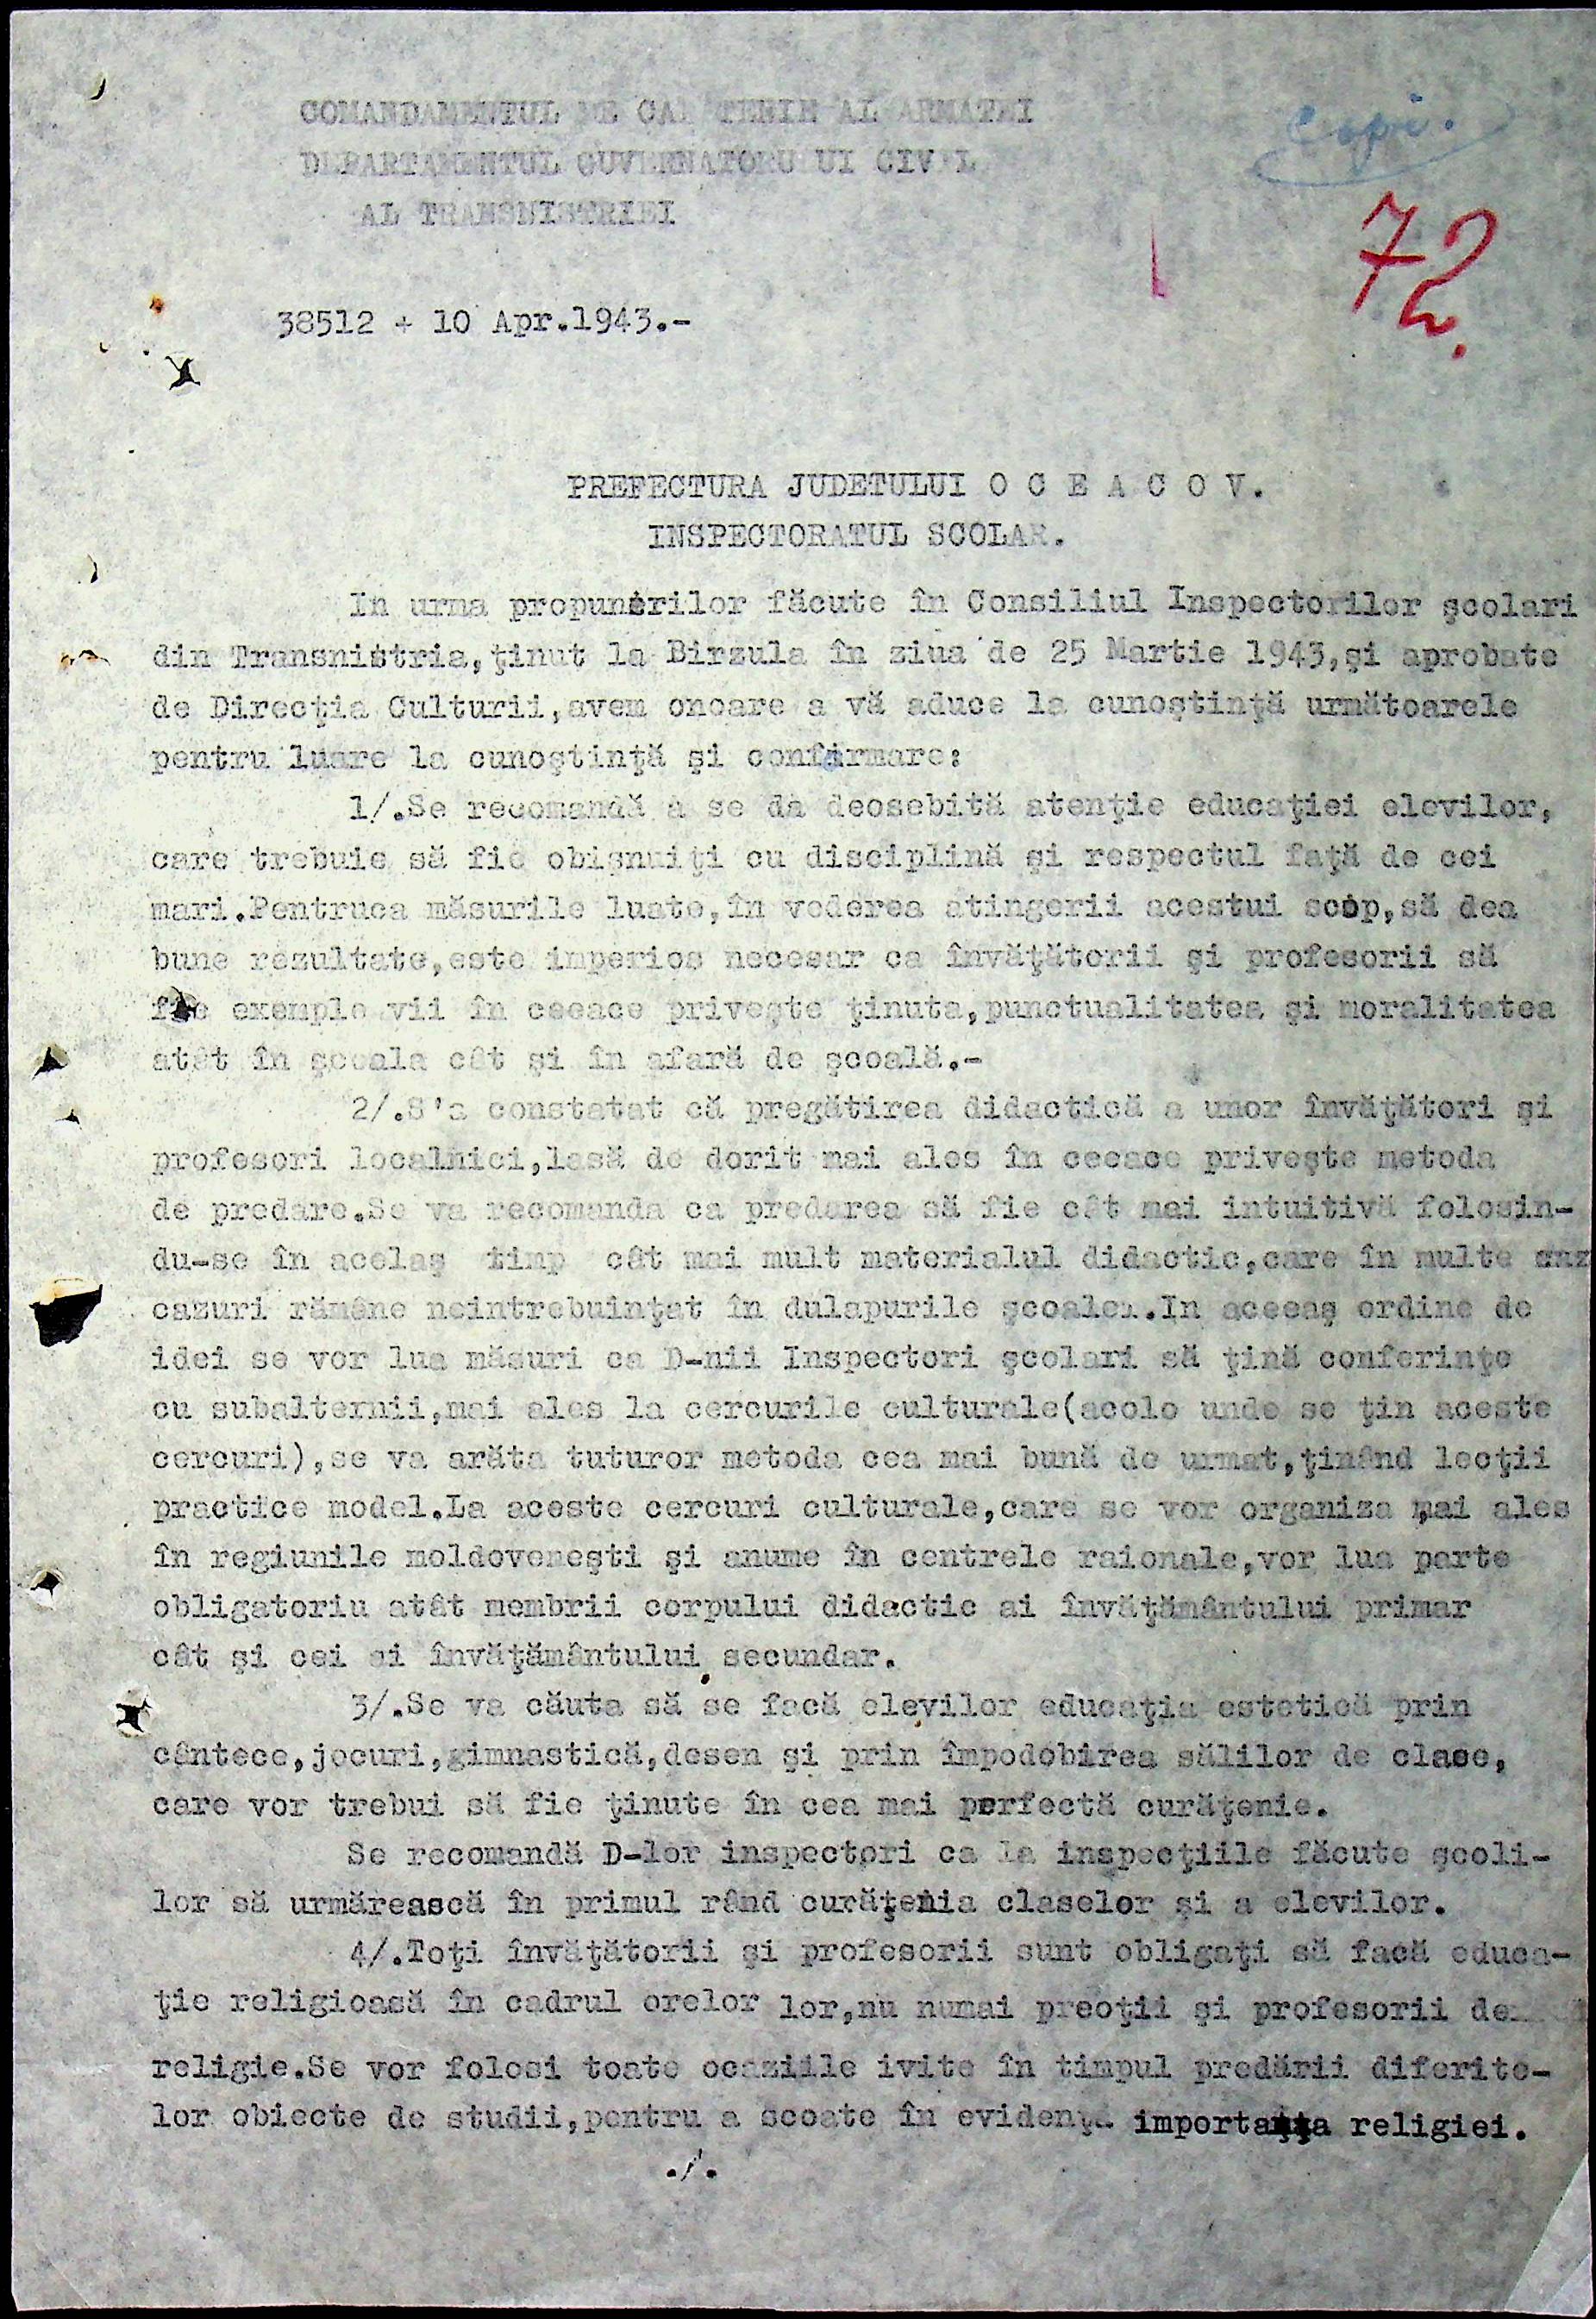 COMANDAMENTUL DE CAPETENIE AL ARMATEI
DEPARTAMENTUL GUVERNATORULUI CIVIL
AL TRANSNISTRIEI
Copie.
72.
38512 + 10 Apr.1943.-
PREFECTURA JUDETULUI O C E A C O V.
INSPECTORATUL SCOLAR.
In urma propunerilor făcute în Consiliul Inspectorilor şcolari
din Transnistria,ţinut la Birzula în ziua de 25 Martie 1943,şi aprobate
de Direcţia Culturii,avem onoare a vă aduce la cunoştinţă următoarele
pentru luare la cunoştinţă şi confirmare:
1/.Se recomandă a se da deosebită atenţie educaţiei elevilor,
care trebuie să fie obişnuiţi cu disciplină şi respectul faţă de cei
mari.Pentruca măsurile luate,în vederea atingerii acestui scop,să dea
bune rezultate,este imperios necesar ca învăţătorii şi profesorii să
fie exemple vii în ceeace priveşte ţinuta,punctualitatea şi moralitatea
atât în şcoala cât şi în afară de şcoală.-
2/.S'a constatat că pregătirea didactică a unor învăţători şi
profesori localnici,lasă de dorit mai ales în ceeace priveşte metoda
de predare.Se va recomanda ca predarea să fie cât mai intuitivă folosin-
du-se în acelaş timp cât mai mult materialul didactic,care în multe
cazuri rămâne neintrebuinţat în dulapurile şcoalei.In aceeaş ordine de
idei se vor lua măsuri ca D-nii Inspectori şcolari să ţină conferinţe
cu subalternii,mai ales la cercurile culturale(acolo unde se ţin aceste
cercuri),se va arăta tuturor metoda cea mai bună de urmat,ţinând lecţii
practice model.La aceste cercuri culturale,care se vor organiza mai ales
în regiunile moldoveneşti şi anume în centrele raionale,vor lua parte
obligatoriu atât membrii corpului didactic ai învăţământului primar
cât şi cei ai învăţământului secundar.
3/.Se va căuta să se facă elevilor educaţia estetică prin
cântece,jocuri,gimnastică,desen şi prin împodobirea sălilor de clase,
care vor trebui să fie ţinute în cea mai perfectă curăţenie.
Se recomandă D-lor inspectori ca la inspecţiile făcute şcoli-
lor să urmărească în primul rând curăţenia claselor şi a elevilor.
4/.Toţi învăţătorii şi profesorii sunt obligaţi să facă educa-
ţie religioasă în cadrul orelor lor,nu numai preoţii şi profesorii de
religie.Se vor folosi toate ocaziile ivite în timpul predării diferite-
lor obiecte de studii,pentru a scoate în evidenţă importanţa religiei.
./.